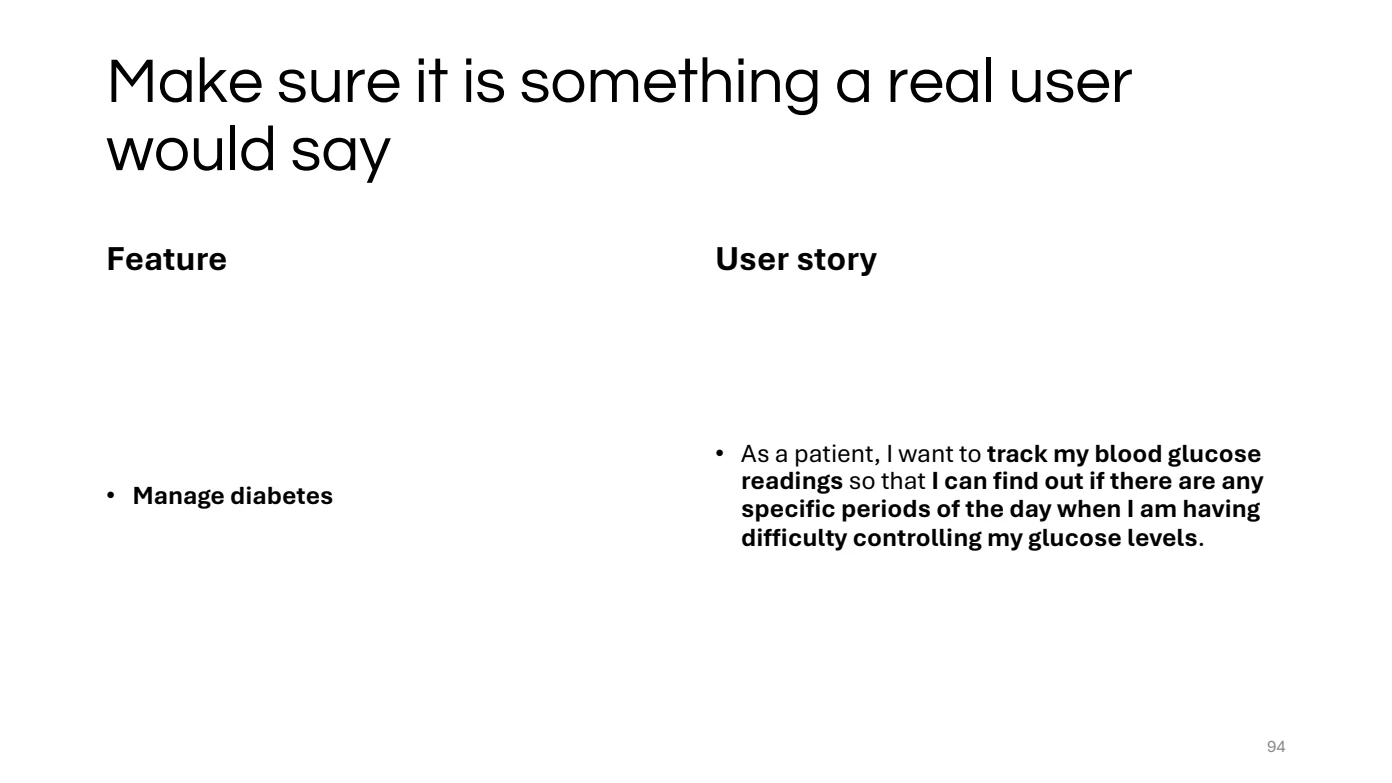 Make sure it is something a real user
would say
Feature
User story
• Manage diabetes
• As a patient, I want to track my blood glucose
readings so that I can find out if there are any
specific periods of the day when I am having
difficulty controlling my glucose levels.
94